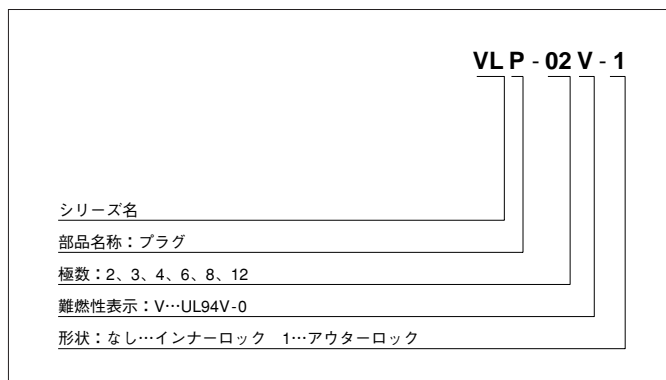 VL P - 02 V - 1
シリーズ名
部品名称：プラグ
極数：2、3、4、6、8、12
難燃性表示：V…UL94V-0
形状：なし…インナーロック　1…アウターロック